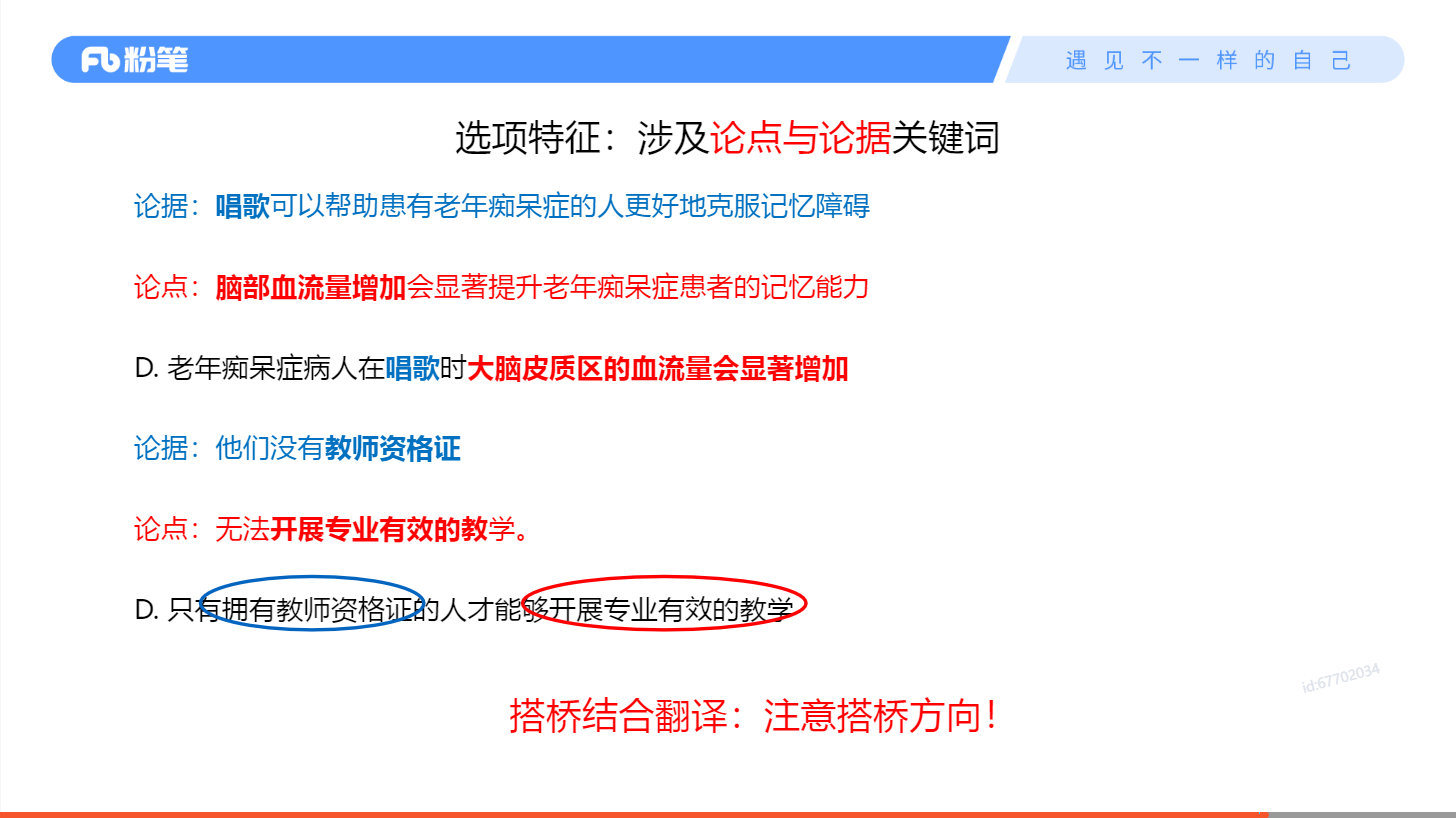 粉笔
遇见不一样的自己
选项特征：涉及论点与论据关键词
论据：唱歌可以帮助患有老年痴呆症的人更好地克服记忆障碍
论点：脑部血流量增加会显著提升老年痴呆症患者的记忆能力
D. 老年痴呆症病人在唱歌时大脑皮质区的血流量会显著增加
论据：他们没有教师资格证
论点：无法开展专业有效的教学。
D. 只有拥有教师资格证的人才能够开展专业有效的教学
id:67702034
搭桥结合翻译：注意搭桥方向！